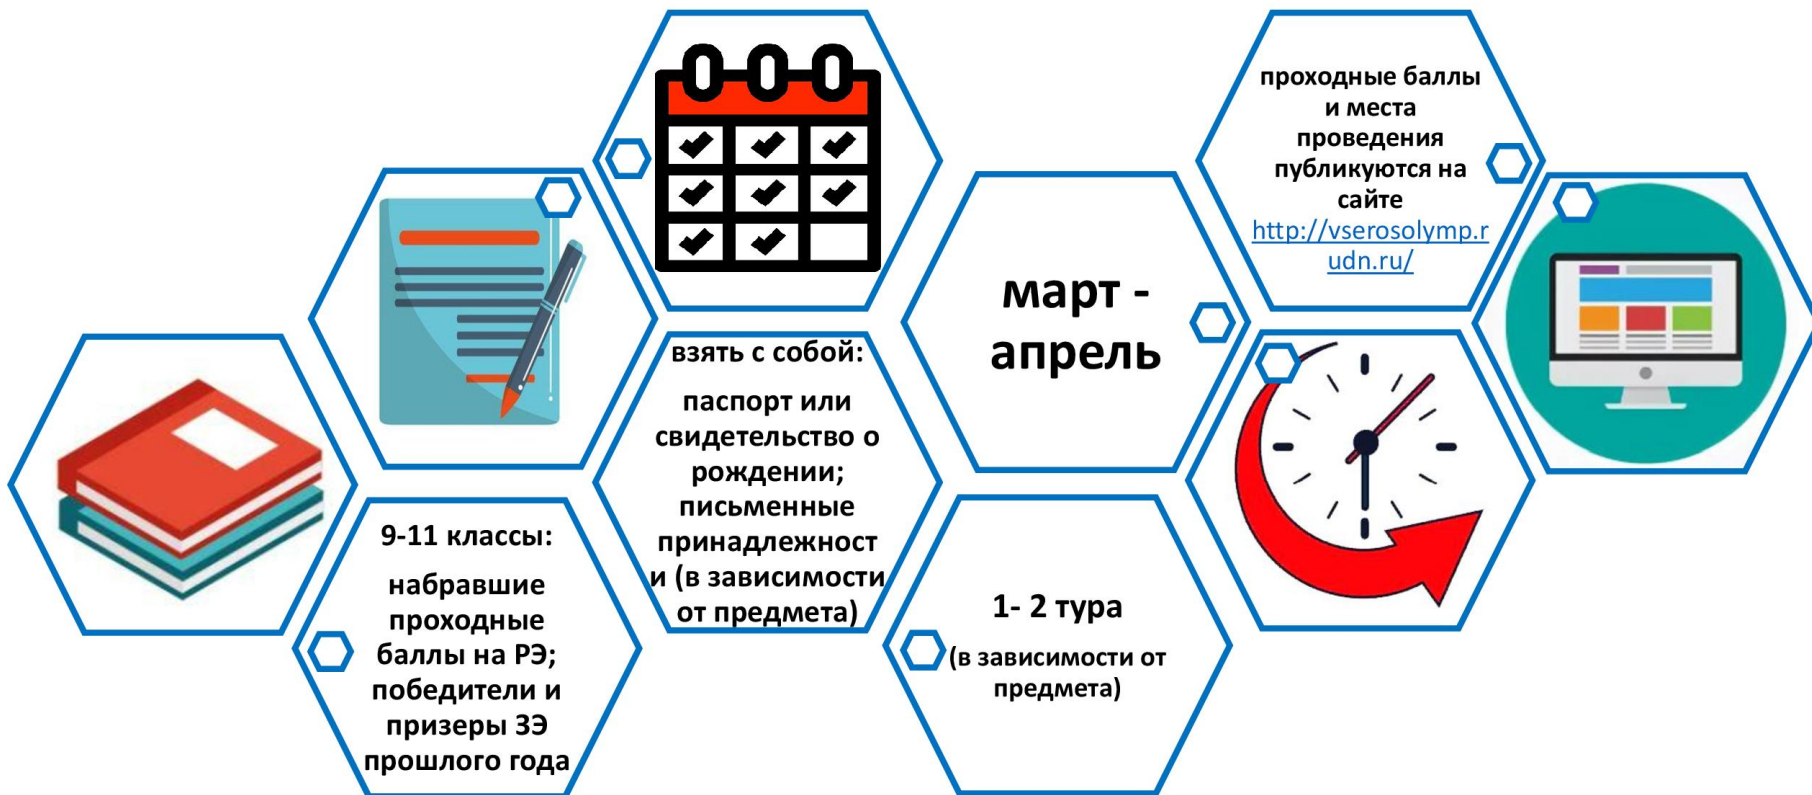 9-11 классы:
набравшие
проходные
баллы на РЭ;
победители и
призеры ЗЭ
прошлого года
взять с собой:
паспорт или
свидетельство о
рождении;
письменные
принадлежност
и (в зависимости
от предмета)
март -
апрель
1- 2 тура
(в зависимости от
предмета)
проходные баллы
и места
проведения
публикуются на
сайте
http://vserosolymp.r
udn.ru/